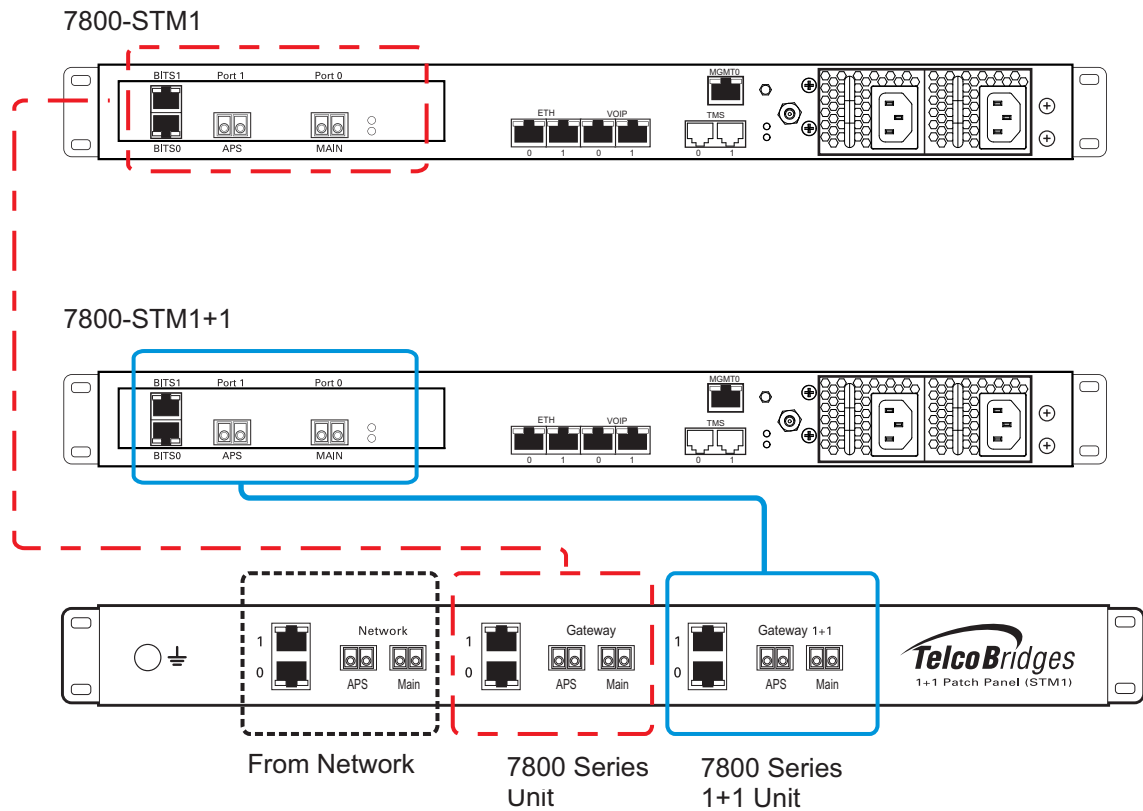 7800-STM1
BITS1 Port 1 Port 0
BITS0 APS MAIN
ETH VOIP
0 1 0 1
MGMT0
TMS
0 1
7800-STM1+1
BITS1 Port 1 Port 0
BITS0 APS MAIN
ETH VOIP
0 1 0 1
MGMT0
TMS
0 1
1
0
Network
APS Main
1
0
Gateway
APS Main
1
0
Gateway 1+1
APS Main
TelcoBridges
1+1 Patch Panel (STM1)
From Network
7800 Series
Unit
7800 Series
1+1 Unit